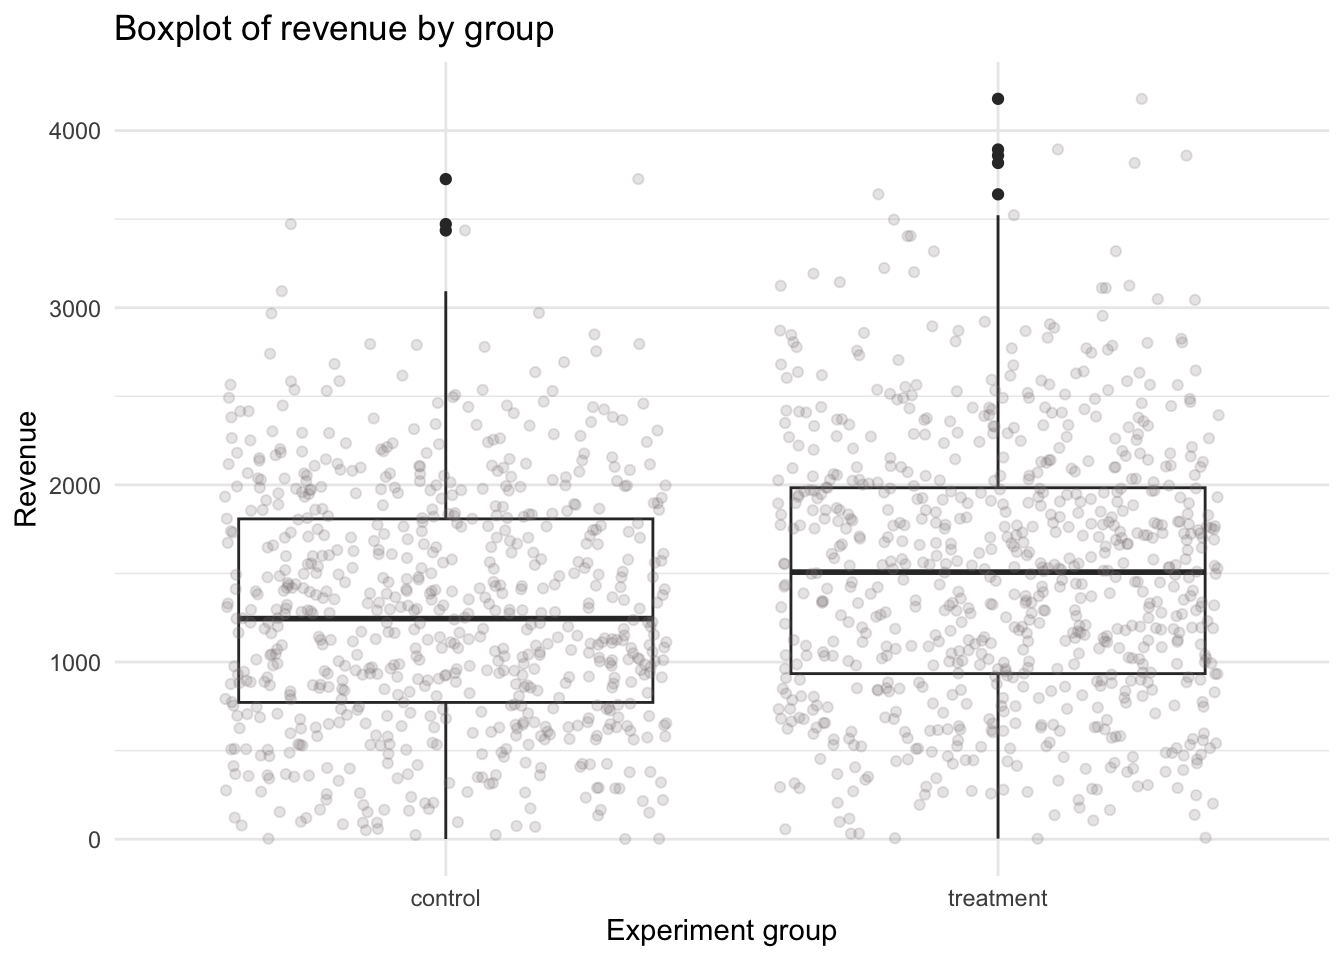 Boxplot of revenue by group
4000
3000
2000
1000
0
Revenue
control
treatment
Experiment group